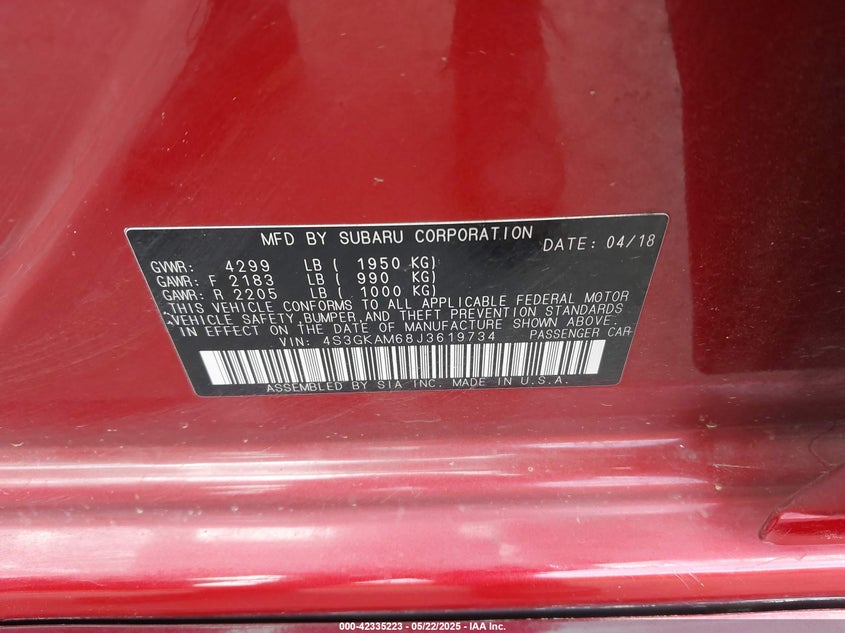 MFD BY SUBARU CORPORATION DATE: 04/18
GVWR: 4299 LB ( 1950 KG)
GAWR: F 2183 LB ( 990 KG)
GAWR: R 2205 LB ( 1000 KG)
THIS VEHICLE CONFORMS TO ALL APPLICABLE FEDERAL MOTOR
VEHICLE SAFETY, BUMPER, AND THEFT PREVENTION STANDARDS
IN EFFECT ON THE DATE OF MANUFACTURE SHOWN ABOVE.
VIN: 4S3GKAM68J3619734 PASSENGER CAR
ASSEMBLED BY SIA INC. MADE IN U.S.A.
000-42335223 - 05/22/2025 - IAA Inc.